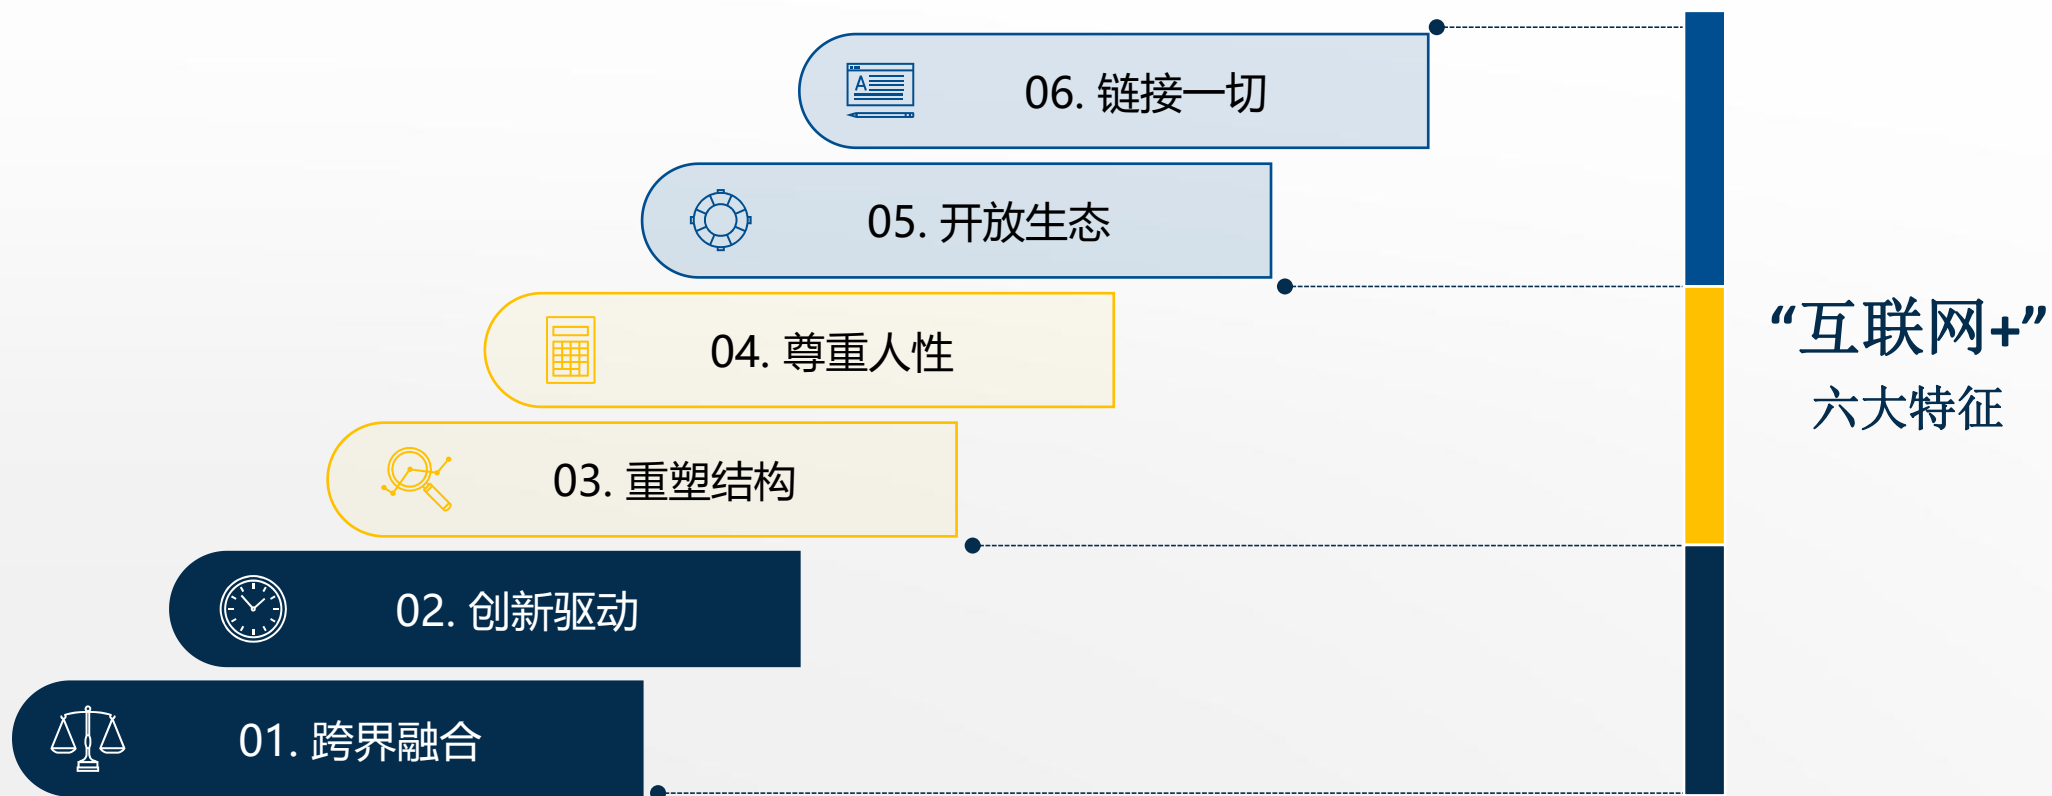 06. 链接一切
05. 开放生态
04. 尊重人性
03. 重塑结构
02. 创新驱动
01. 跨界融合
“互联网+”
六大特征